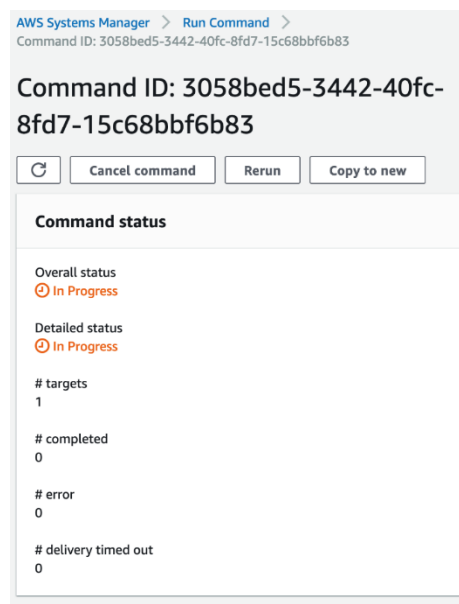 AWS Systems Manager > Run Command >
Command ID: 3058bed5-3442-40fc-8fd7-15c68bbf6b83
Command ID: 3058bed5-3442-40fc-
8fd7-15c68bbf6b83
Cancel command Rerun Copy to new
Command status
Overall status
In Progress
Detailed status
In Progress
# targets
1
# completed
0
# error
0
# delivery timed out
0